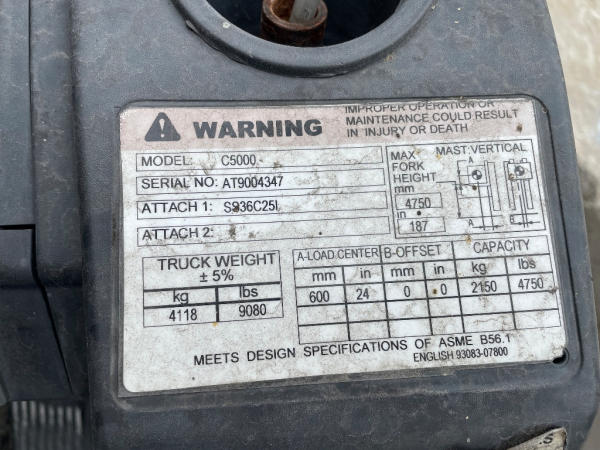 WARNING
IMPROPER OPERATION OR
MAINTENANCE COULD RESULT
IN INJURY OR DEATH
MODEL: C5000
SERIAL NO: AT9004347
ATTACH 1: S936C25I
ATTACH 2:
MAX FORK HEIGHT
mm
4750
in
187
MAST:VERTICAL
A
B
A
TRUCK WEIGHT
± 5%
kg lbs
4118 9080
A-LOAD CENTER B-OFFSET CAPACITY
mm in mm in kg lbs
600 24 0 0 2150 4750
MEETS DESIGN SPECIFICATIONS OF ASME B56.1
ENGLISH 93083-07800